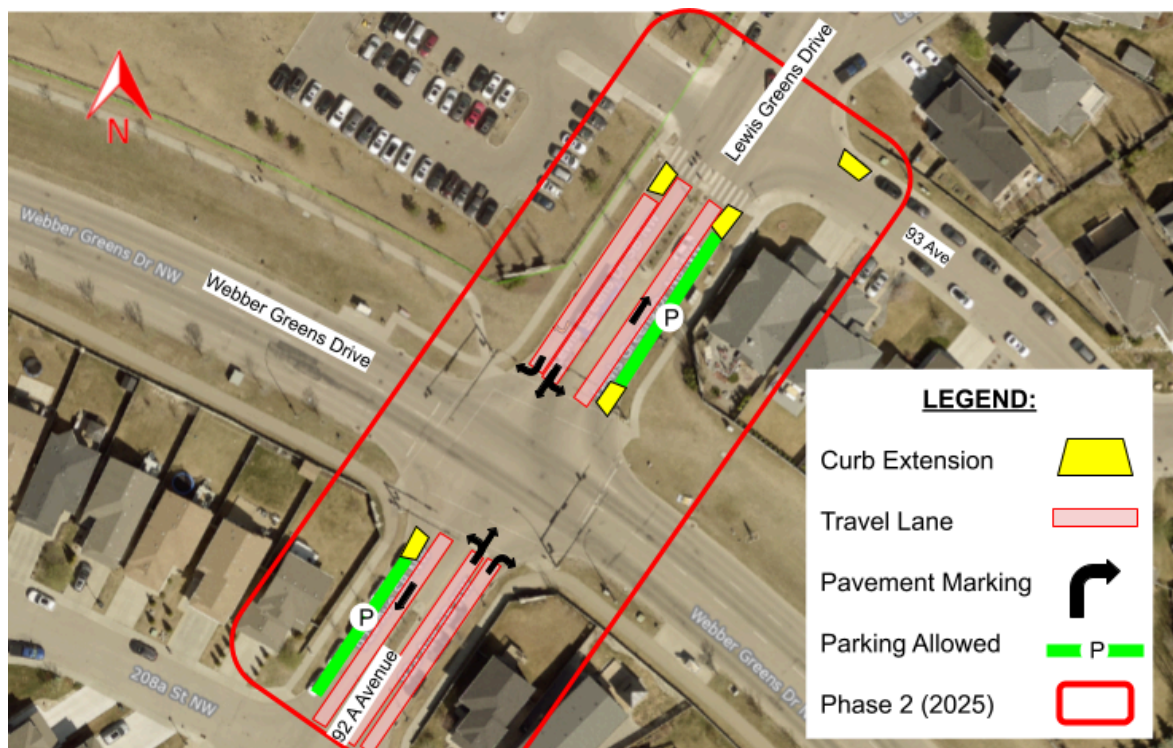 N
Lewis Greens Drive
Webber Greens Dr NW
Webber Greens Drive
93 Ave
P
P
92 A Avenue
208a St NW
Webber Greens Dr
LEGEND:
Curb Extension
Travel Lane
Pavement Marking
Parking Allowed
P
Phase 2 (2025)